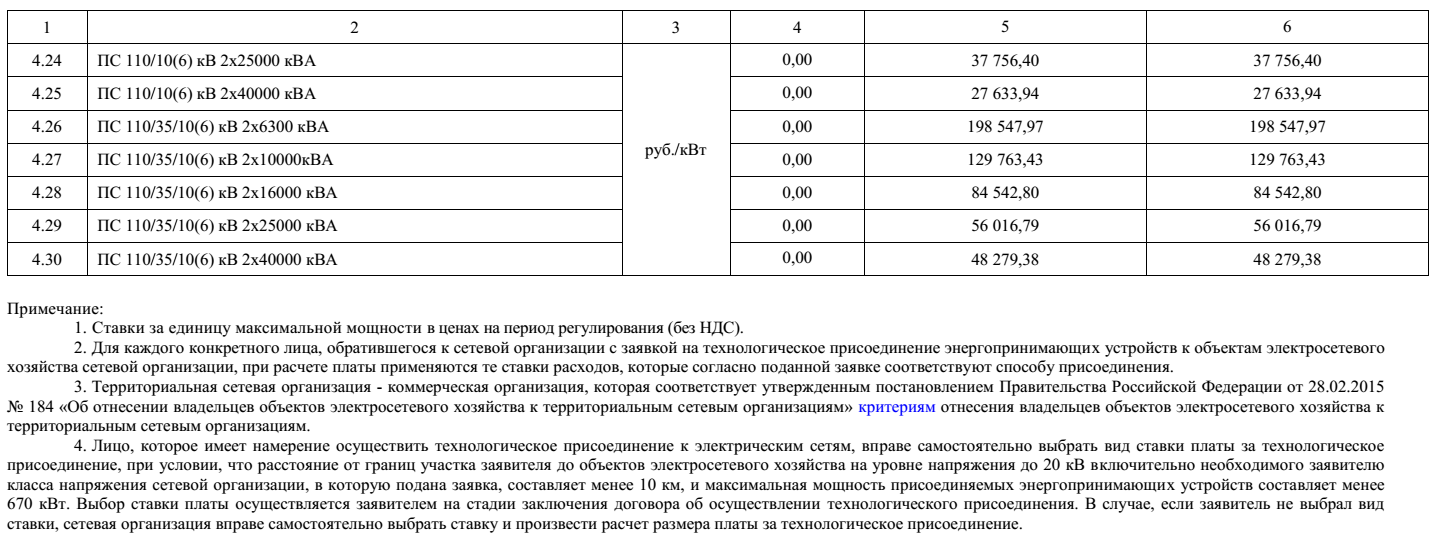 1 2 3 4 5 6
4.24 ПС 110/10(6) кВ 2х25000 кВА 0,00 37 756,40 37 756,40
4.25 ПС 110/10(6) кВ 2х40000 кВА 0,00 27 633,94 27 633,94
4.26 ПС 110/35/10(6) кВ 2х6300 кВА 0,00 198 547,97 198 547,97
руб./кВт
4.27 ПС 110/35/10(6) кВ 2х10000кВА 0,00 129 763,43 129 763,43
4.28 ПС 110/35/10(6) кВ 2х16000 кВА 0,00 84 542,80 84 542,80
4.29 ПС 110/35/10(6) кВ 2х25000 кВА 0,00 56 016,79 56 016,79
4.30 ПС 110/35/10(6) кВ 2х40000 кВА 0,00 48 279,38 48 279,38
Примечание:
1. Ставки за единицу максимальной мощности в ценах на период регулирования (без НДС).
2. Для каждого конкретного лица, обратившегося к сетевой организации с заявкой на технологическое присоединение энергопринимающих устройств к объектам электросетевого
хозяйства сетевой организации, при расчете платы применяются те ставки расходов, которые согласно поданной заявке соответствуют способу присоединения.
3. Территориальная сетевая организация - коммерческая организация, которая соответствует утвержденным постановлением Правительства Российской Федерации от 28.02.2015
№ 184 «Об отнесении владельцев объектов электросетевого хозяйства к территориальным сетевым организациям» критериям отнесения владельцев объектов электросетевого хозяйства к
территориальным сетевым организациям.
4. Лицо, которое имеет намерение осуществить технологическое присоединение к электрическим сетям, вправе самостоятельно выбрать вид ставки платы за технологическое
присоединение, при условии, что расстояние от границ участка заявителя до объектов электросетевого хозяйства на уровне напряжения до 20 кВ включительно необходимого заявителю
класса напряжения сетевой организации, в которую подана заявка, составляет менее 10 км, и максимальная мощность присоединяемых энергопринимающих устройств составляет менее
670 кВт. Выбор ставки платы осуществляется заявителем на стадии заключения договора об осуществлении технологического присоединения. В случае, если заявитель не выбрал вид
ставки, сетевая организация вправе самостоятельно выбрать ставку и произвести расчет размера платы за технологическое присоединение.